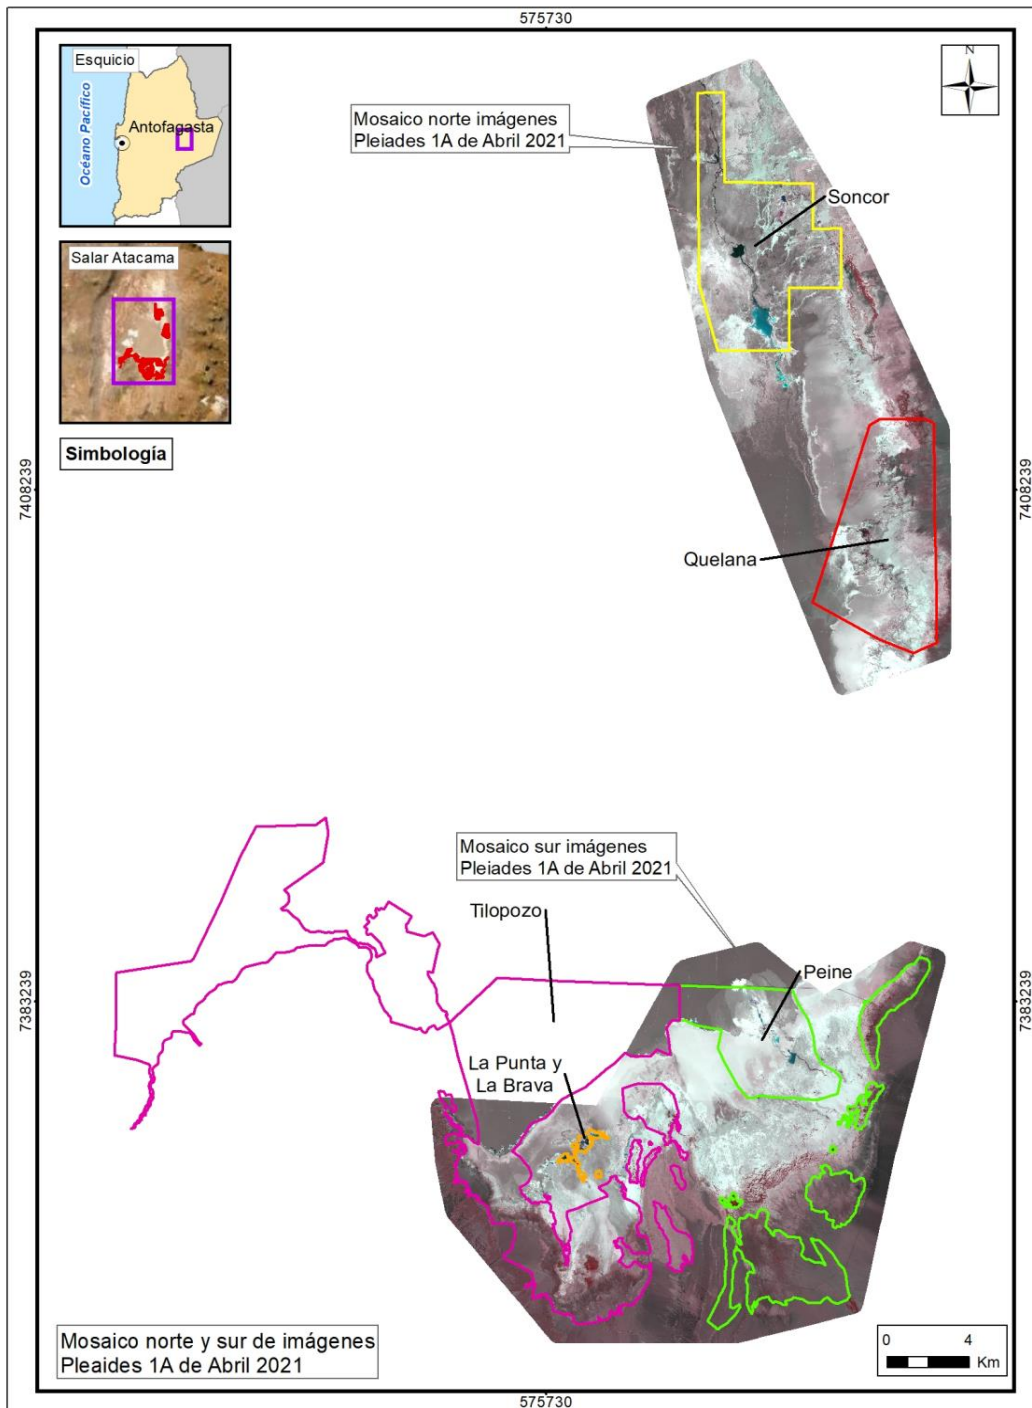 575730
Esquicio
Océano Pacífico
Antofagasta
N
Mosaico norte imágenes
Pleiades 1A de Abril 2021
Soncor
Salar Atacama
Simbología
7408239
7408239
Quelana
Mosaico sur imágenes
Pleiades 1A de Abril 2021
Tilopozo
Peine
7383239
7383239
La Punta y
La Brava
Mosaico norte y sur de imágenes
Pleaides 1A de Abril 2021
0 4
Km
575730